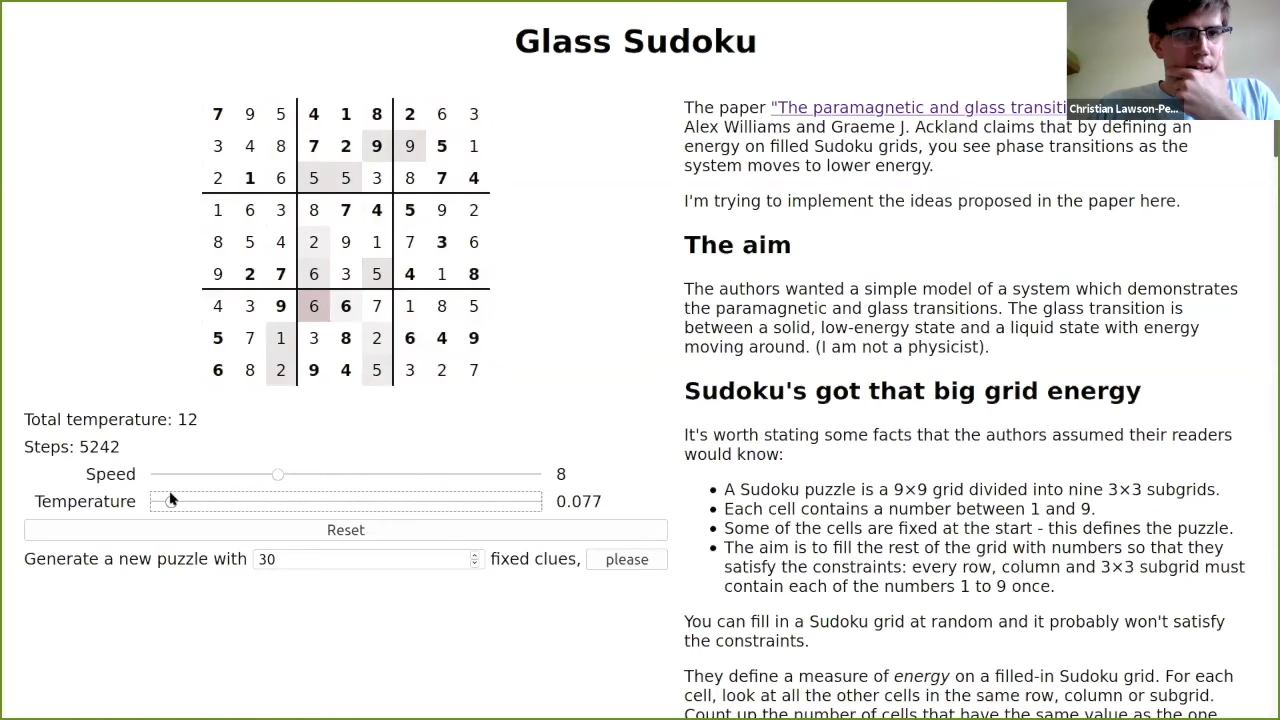 Glass Sudoku
7 9 5 4 1 8 2 6 3
3 4 8 7 2 9 9 5 1
2 1 6 5 5 3 8 7 4
1 6 3 8 7 4 5 9 2
8 5 4 2 9 1 7 3 6
9 2 7 6 3 5 4 1 8
4 3 9 6 6 7 1 8 5
5 7 1 3 8 2 6 4 9
6 8 2 9 4 5 3 2 7
Total temperature: 12
Steps: 5242
Speed 8
Temperature 0.077
Reset
Generate a new puzzle with 30 fixed clues, please
The paper "The paramagnetic and glass transiti
Alex Williams and Graeme J. Ackland claims that by defining an
energy on filled Sudoku grids, you see phase transitions as the
system moves to lower energy.
I'm trying to implement the ideas proposed in the paper here.
The aim
The authors wanted a simple model of a system which demonstrates
the paramagnetic and glass transitions. The glass transition is
between a solid, low-energy state and a liquid state with energy
moving around. (I am not a physicist).
Sudoku's got that big grid energy
It's worth stating some facts that the authors assumed their readers
would know:
• A Sudoku puzzle is a 9×9 grid divided into nine 3×3 subgrids.
• Each cell contains a number between 1 and 9.
• Some of the cells are fixed at the start - this defines the puzzle.
• The aim is to fill the rest of the grid with numbers so that they
satisfy the constraints: every row, column and 3×3 subgrid must
contain each of the numbers 1 to 9 once.
You can fill in a Sudoku grid at random and it probably won't satisfy
the constraints.
They define a measure of energy on a filled-in Sudoku grid. For each
cell, look at all the other cells in the same row, column or subgrid.
Count up the number of cells that have the same value as the one
Christian Lawson-Pe...